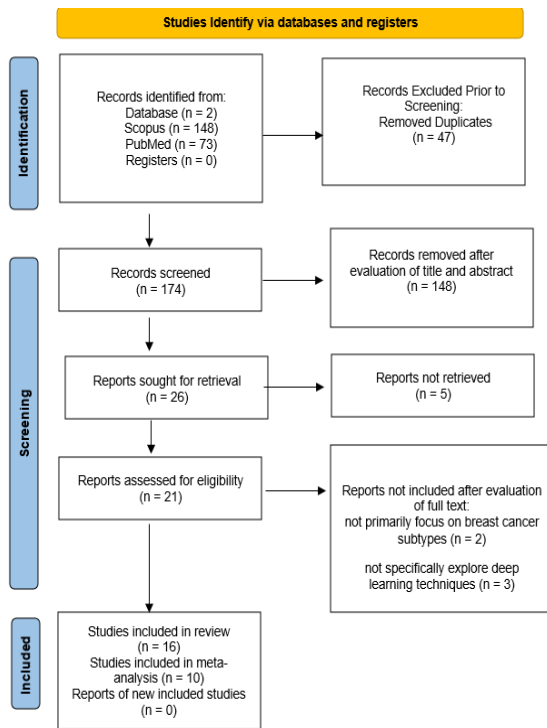 Studies Identify via databases and registers
Identification
Records identified from:
Database (n = 2)
Scopus (n = 148)
PubMed (n = 73)
Registers (n = 0)
Records Excluded Prior to
Screening:
Removed Duplicates
(n = 47)
Screening
Records screened
(n = 174)
Records removed after
evaluation of title and abstract
(n = 148)
Reports sought for retrieval
(n = 26)
Reports not retrieved
(n = 5)
Reports assessed for eligibility
(n = 21)
Reports not included after evaluation
of full text:
not primarily focus on breast cancer
subtypes (n = 2)
not specifically explore deep
learning techniques (n = 3)
Included
Studies included in review
(n = 16)
Studies included in meta-
analysis (n = 10)
Reports of new included studies
(n = 0)